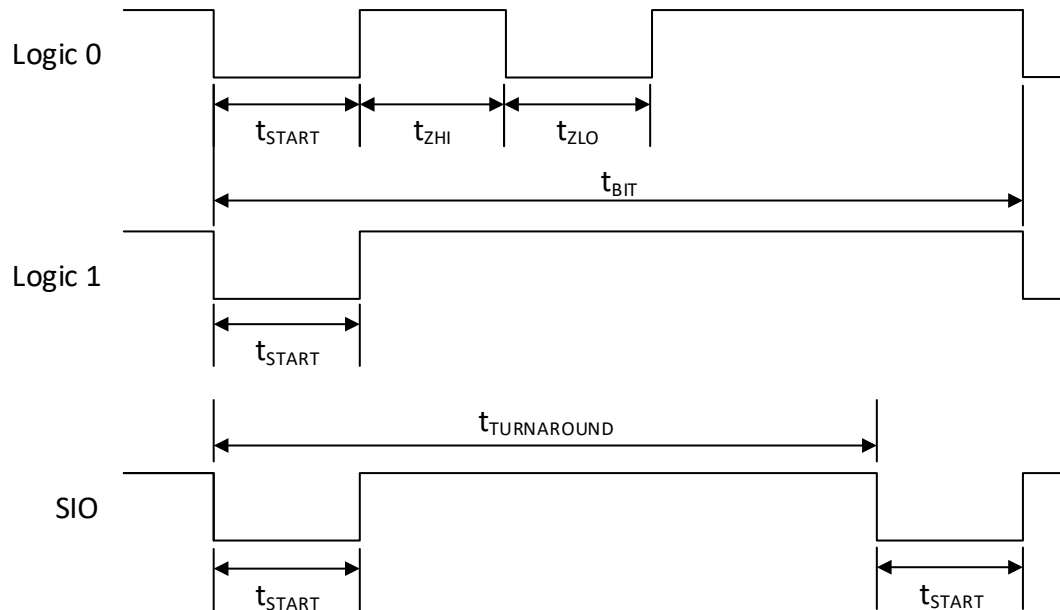 Logic 0
tSTART tZHI tZLO
tBIT
Logic 1
tSTART
tTURNAROUND
SIO
tSTART tSTART